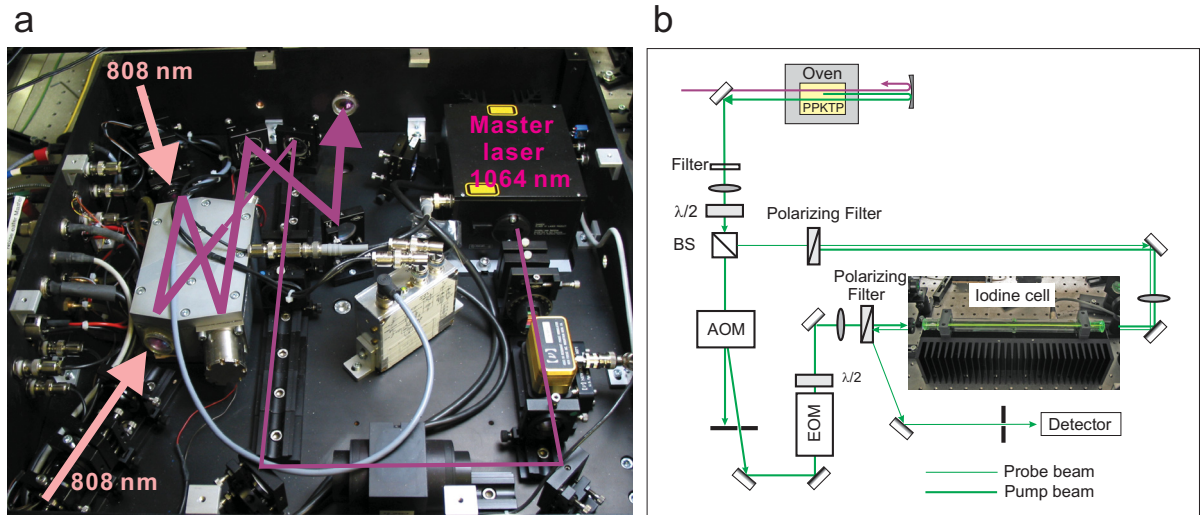 a
808 nm
Master
laser
1064 nm
808 nm
b
Oven
PPKTP
Filter
λ/2
BS
Polarizing Filter
Polarizing
Filter
Iodine cell
AOM
λ/2
EOM
Detector
Probe beam
Pump beam